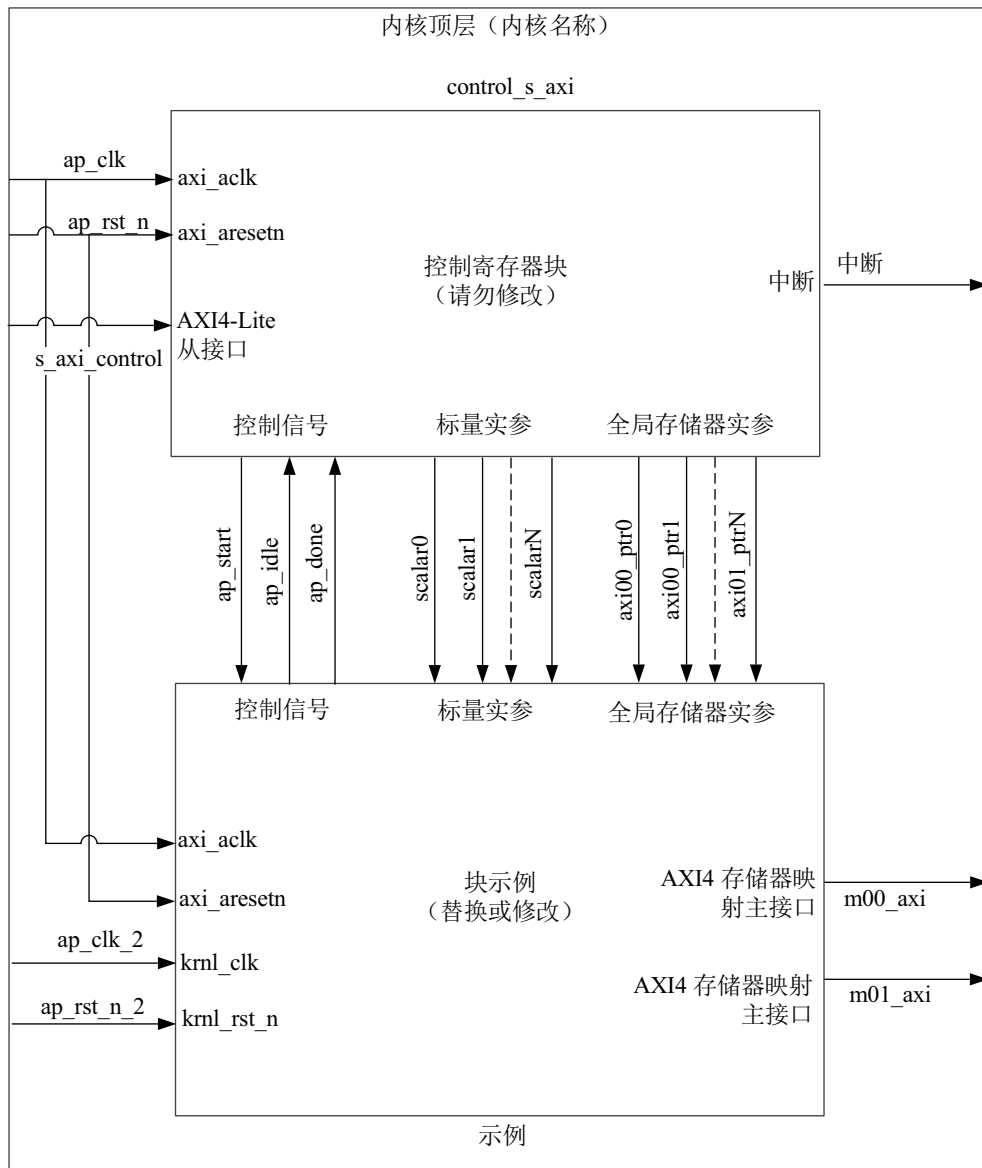 内核顶层（内核名称）
control_s_axi
ap_clk
axi_aclk
ap_rst_n
axi_aresetn
控制寄存器块
（请勿修改）
中断
中断
AXI4-Lite
从接口
s_axi_control
控制信号
标量实参
全局存储器实参
ap_start
ap_idle
ap_done
scalar0
scalar1
scalarN
axi00_ptr0
axi00_ptr1
axi01_ptrN
控制信号
标量实参
全局存储器实参
axi_aclk
axi_aresetn
块示例
（替换或修改）
AXI4 存储器映
射主接口
m00_axi
ap_clk_2
krnl_clk
AXI4 存储器映射
主接口
m01_axi
ap_rst_n_2
krnl_rst_n
示例